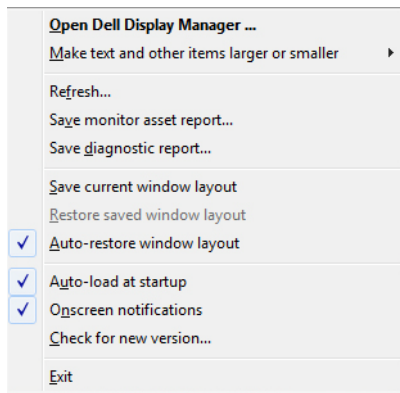 Open Dell Display Manager ...
Make text and other items larger or smaller
Refresh...
Save monitor asset report...
Save diagnostic report...
Save current window layout
Restore saved window layout
Auto-restore window layout
Auto-load at startup
Onscreen notifications
Check for new version...
Exit